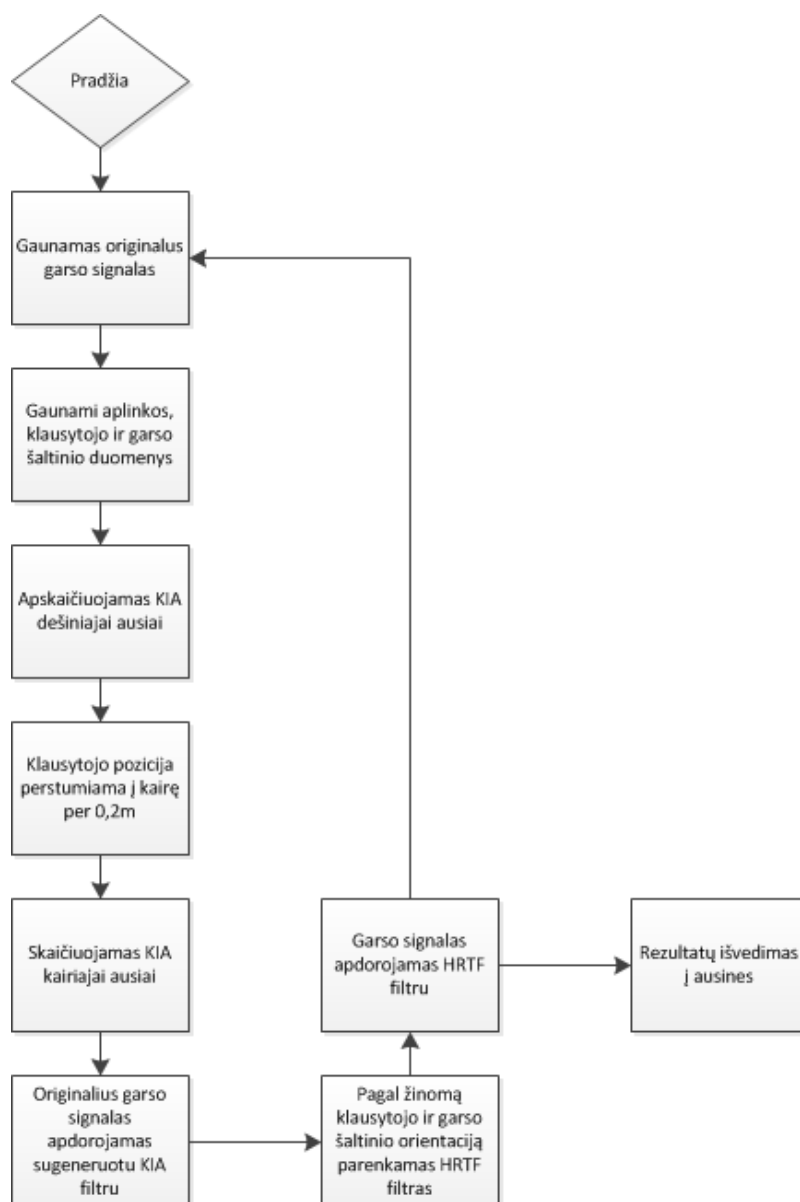 Pradžia
Gaunamas originalus
garso signalas
Gaunami aplinkos,
klausytojo ir garso
šaltinio duomenys
Apskaičiuojamas KIA
dešiniajai ausiai
Klausytojo pozicija
perstumiama į kairę
per 0,2m
Skaičiuojamas KIA
kairiajai ausiai
Originalius garso
signalas
apdorojamas
sugeneruotu KIA
filtru
Pagal žinomą
klausytojo ir garso
šaltinio orientaciją
parenkamas HRTF
filtras
Garso signalas
apdorojamas HRTF
filtru
Rezultatų išvedimas
į ausines